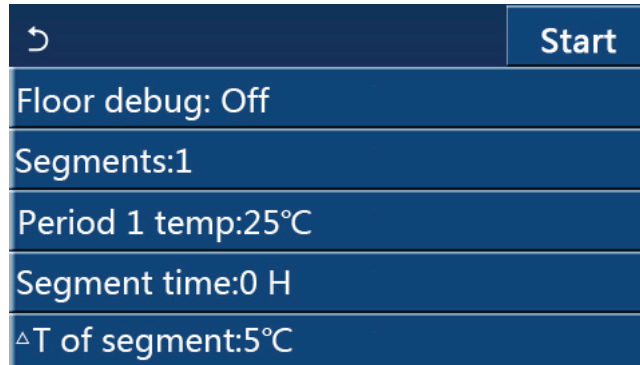 Start
Floor debug: Off
Segments:1
Period 1 temp:25℃
Segment time:0 H
△T of segment:5℃